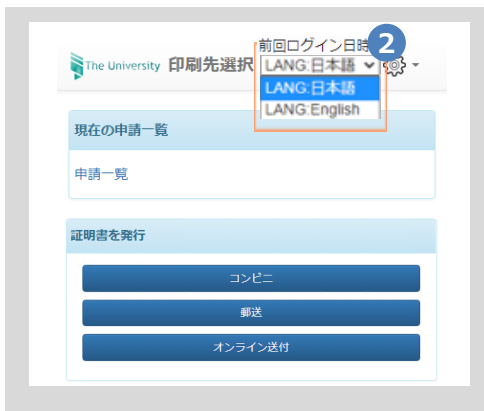 前回ログイン日時
2
The University 印刷先選択 LANG:日本語
LANG:日本語
LANG:English
現在の申請一覧
申請一覧
証明書を発行
コンビニ
郵送
オンライン送付